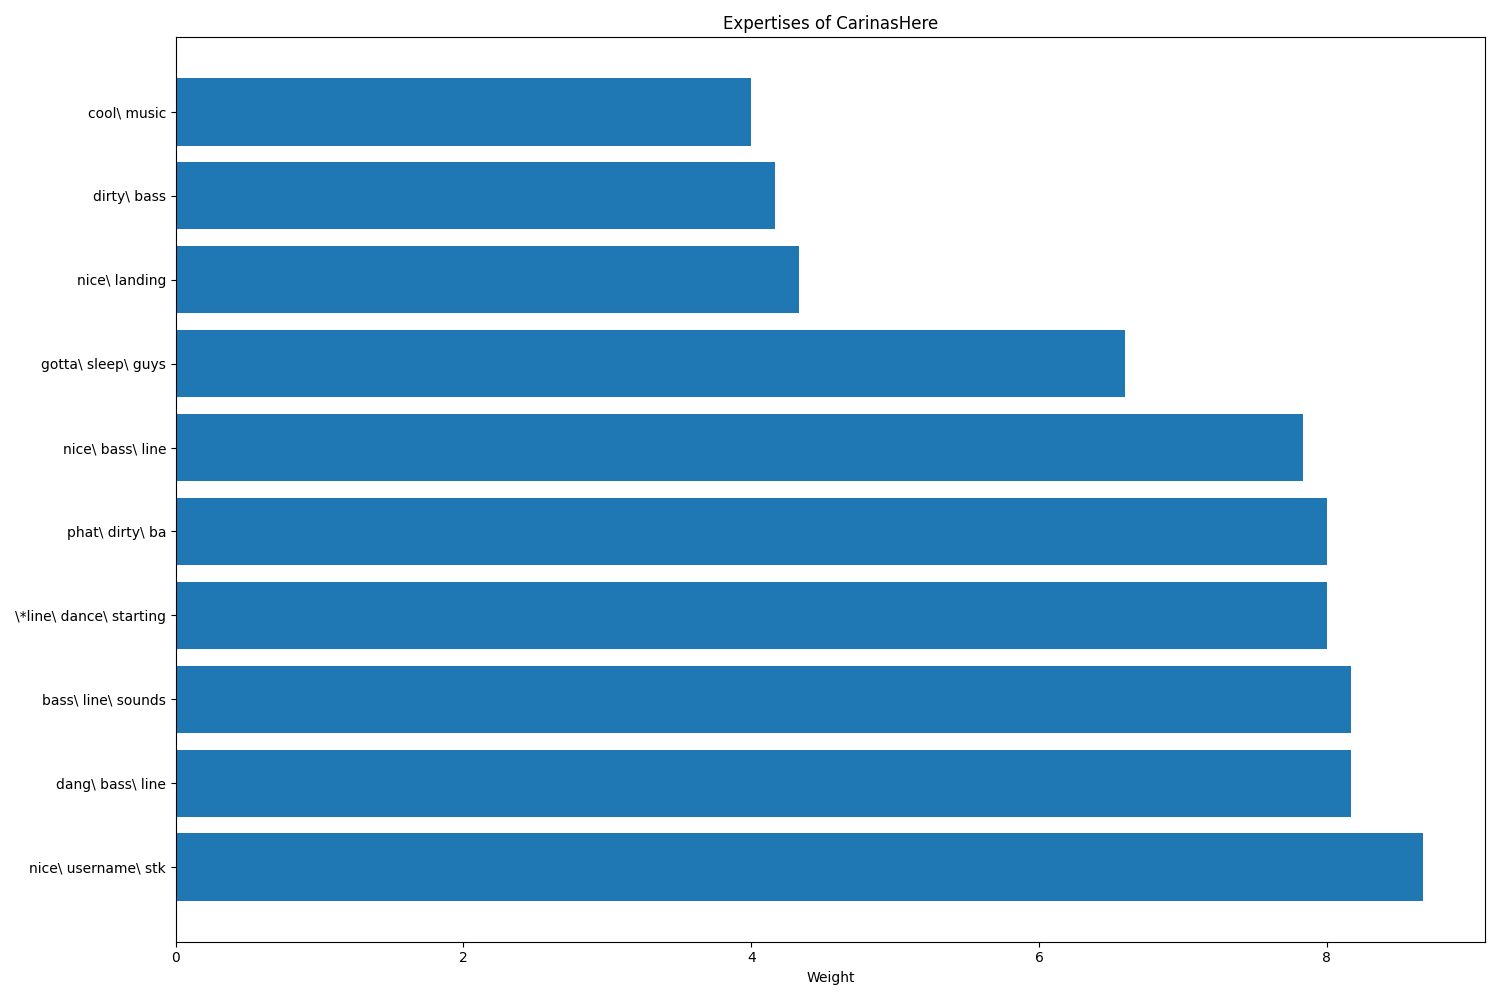 Expertises of CarinasHere
cool\ music
dirty\ bass
nice\ landing
gotta\ sleep\ guys
nice\ bass\ line
phat\ dirty\ ba
\*line\ dance\ starting
bass\ line\ sounds
dang\ bass\ line
nice\ username\ stk
0 2 4 6 8
Weight